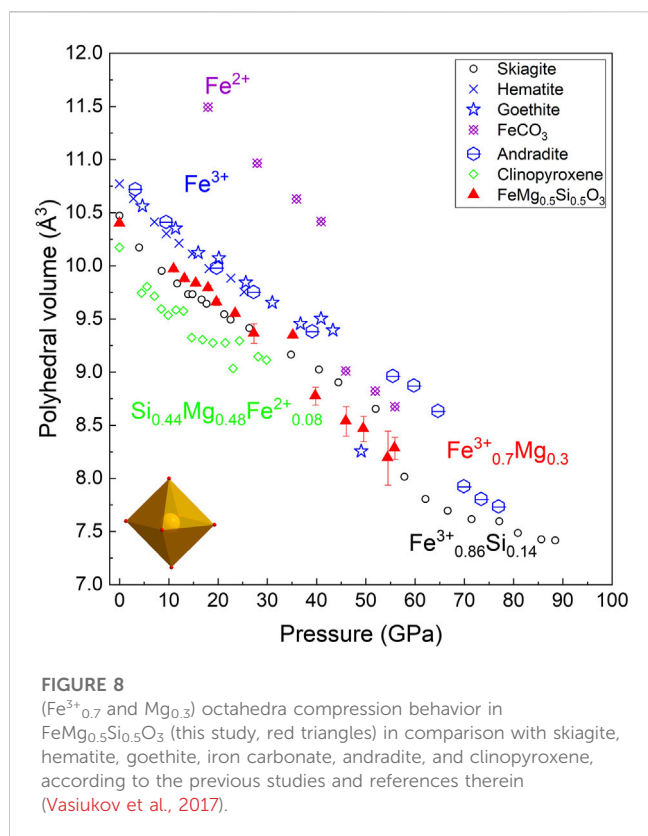 12.0
11.5
11.0
10.5
10.0
9.5
9.0
8.5
8.0
7.5
7.0
Polyhedral volume (Å³)
Fe²⁺
Fe³⁺
Skiagite
Hematite
Goethite
FeCO₃
Andradite
Clinopyroxene
FeMg₀.₅Si₀.₅O₃
Si₀.₄₄Mg₀.₄₈Fe²⁺₀.₀₈
Fe³⁺₀.₇Mg₀.₃
Fe³⁺₀.₈₆Si₀.₁₄
0 10 20 30 40 50 60 70 80 90 100
Pressure (GPa)
FIGURE 8
(Fe³⁺₀.₇ and Mg₀.₃) octahedra compression behavior in
FeMg₀.₅Si₀.₅O₃ (this study, red triangles) in comparison with skiagite,
hematite, goethite, iron carbonate, andradite, and clinopyroxene,
according to the previous studies and references therein
(Vasiukov et al., 2017).